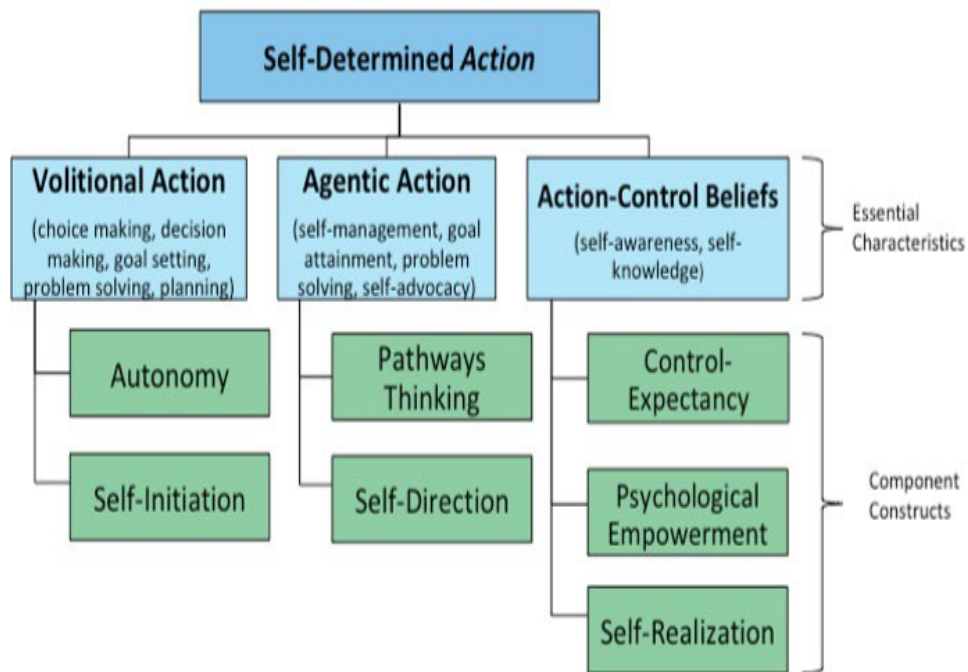 Self-Determined Action
Volitional Action
(choice making, decision
making, goal setting,
problem solving, planning)
Agentic Action
(self-management, goal
attainment, problem
solving, self-advocacy)
Action-Control Beliefs
(self-awareness, self-
knowledge)
Essential
Characteristics
Autonomy
Self-Initiation
Pathways
Thinking
Self-Direction
Control-
Expectancy
Psychological
Empowerment
Self-Realization
Component
Constructs